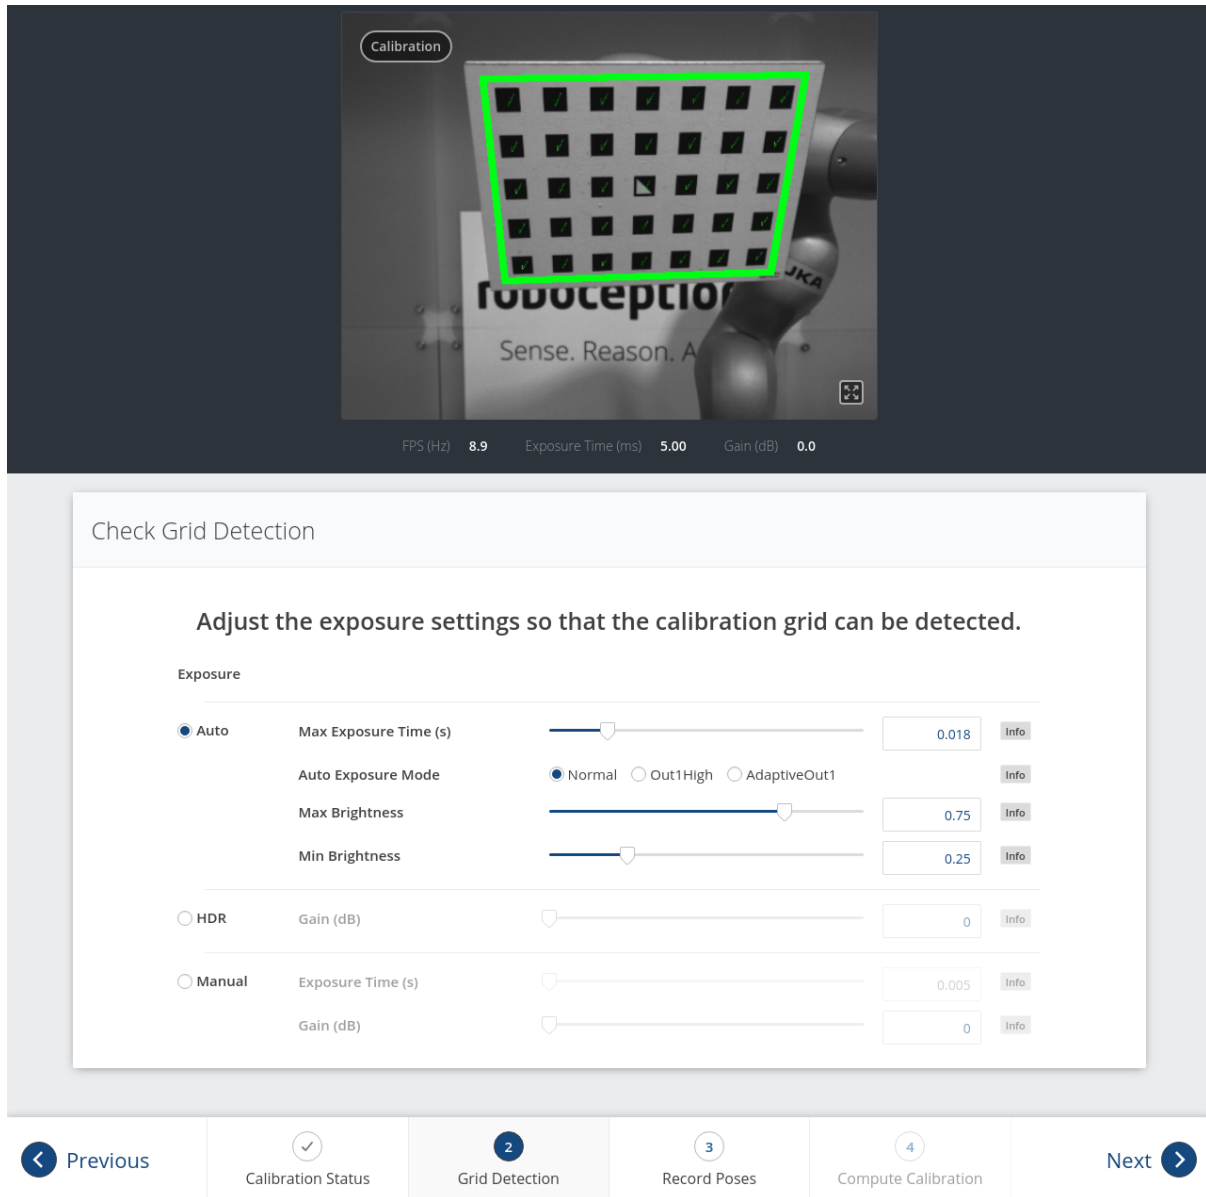 Calibration
JKA
roboception
Sense. Reason. A
FPS (Hz) 8.9 Exposure Time (ms) 5.00 Gain (dB) 0.0
Check Grid Detection
Adjust the exposure settings so that the calibration grid can be detected.
Exposure
Auto Max Exposure Time (s) 0.018 Info
Auto Exposure Mode Normal Out1High AdaptiveOut1 Info
Max Brightness 0.75 Info
Min Brightness 0.25 Info
HDR Gain (dB) 0 Info
Manual Exposure Time (s) 0.005 Info
Gain (dB) 0 Info
Previous
2 3 4
Calibration Status Grid Detection Record Poses Compute Calibration
Next